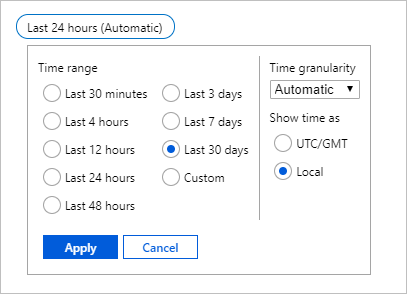 Last 24 hours (Automatic)
Time range
Last 30 minutes
Last 3 days
Last 4 hours
Last 7 days
Last 12 hours
Last 30 days
Last 24 hours
Custom
Last 48 hours
Time granularity
Automatic
Show time as
UTC/GMT
Local
Apply
Cancel